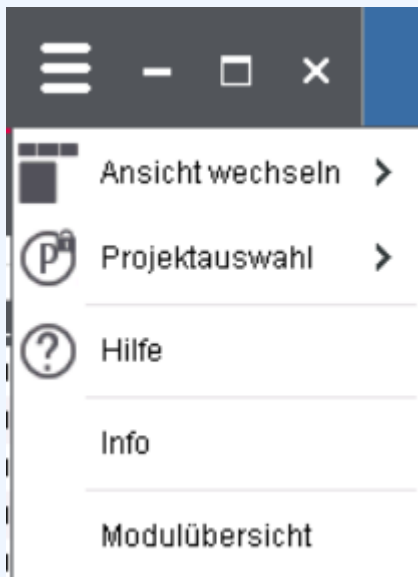 Ansicht wechseln
P
Projektauswahl
?
Hilfe
Info
Modulübersicht